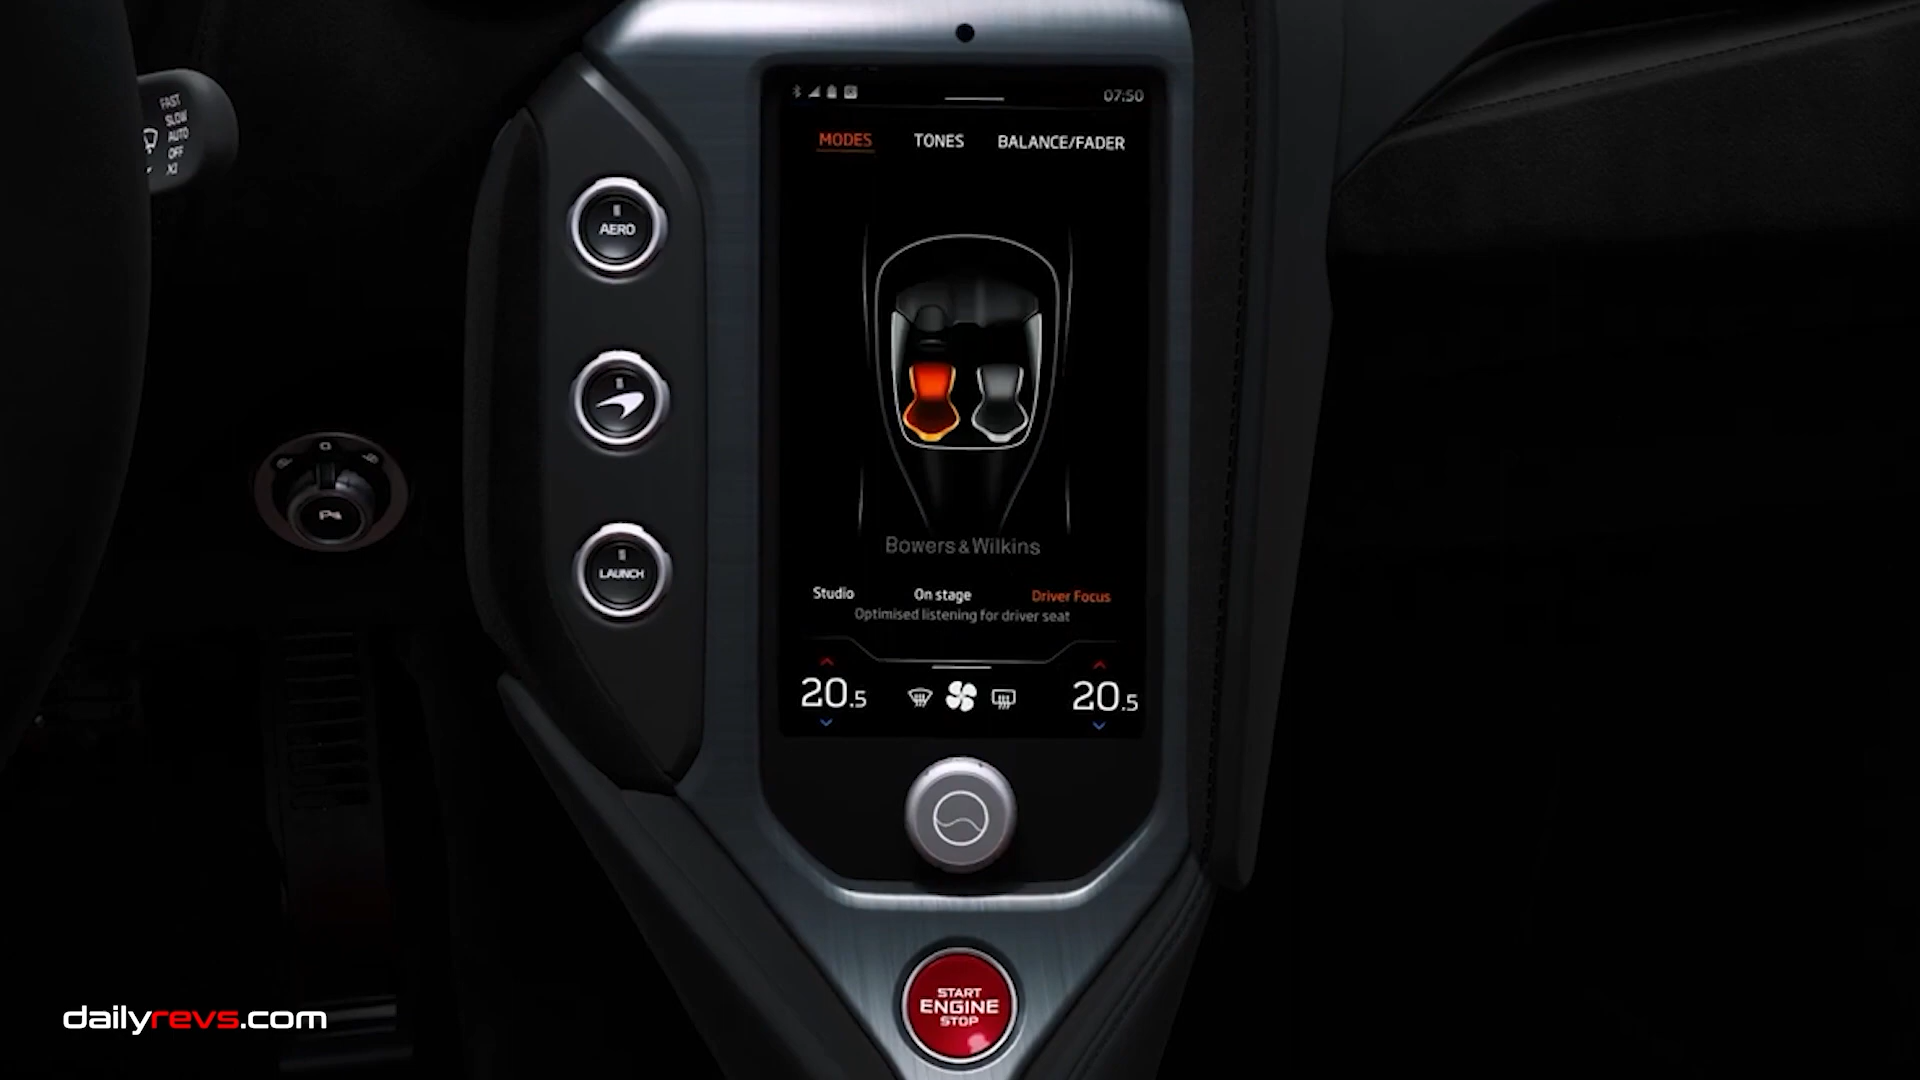 FAST
SLOW
AUTO
OFF
X1
07:50
MODES TONES BALANCE/FADER
AERO
LAUNCH
Bowers & Wilkins
Studio On stage Driver Focus
Optimised listening for driver seat
20.5 20.5
START
ENGINE
STOP
dailyrevs.com